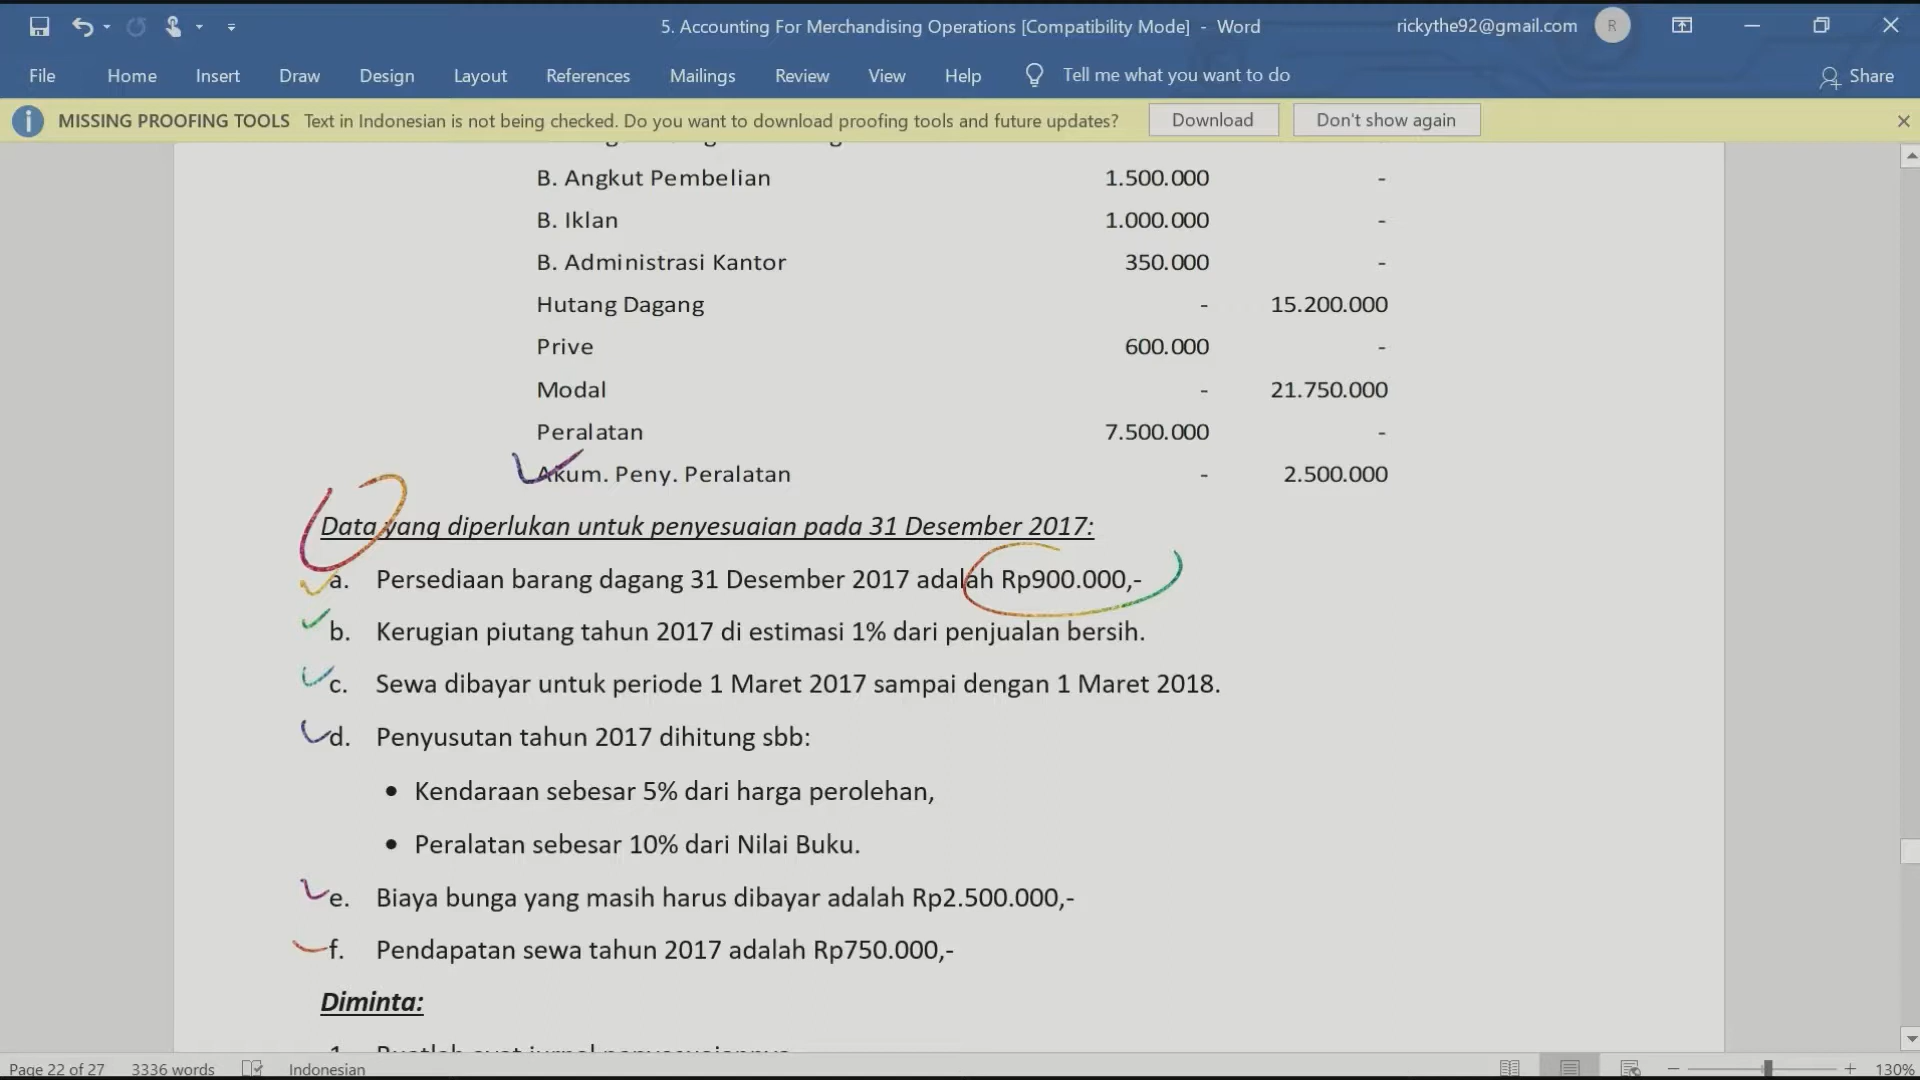 5. Accounting For Merchandising Operations [Compatibility Mode] - Word
rickythe92@gmail.com
R
File Home Insert Draw Design Layout References Mailings Review View Help Tell me what you want to do Share
MISSING PROOFING TOOLS Text in Indonesian is not being checked. Do you want to download proofing tools and future updates? Download Don't show again
B. Angkut Pembelian 1.500.000 -
B. Iklan 1.000.000 -
B. Administrasi Kantor 350.000 -
Hutang Dagang - 15.200.000
Prive 600.000 -
Modal - 21.750.000
Peralatan 7.500.000 -
Akum. Peny. Peralatan - 2.500.000
Data yang diperlukan untuk penyesuaian pada 31 Desember 2017:
a. Persediaan barang dagang 31 Desember 2017 adalah Rp900.000,-
b. Kerugian piutang tahun 2017 di estimasi 1% dari penjualan bersih.
c. Sewa dibayar untuk periode 1 Maret 2017 sampai dengan 1 Maret 2018.
d. Penyusutan tahun 2017 dihitung sbb:
• Kendaraan sebesar 5% dari harga perolehan,
• Peralatan sebesar 10% dari Nilai Buku.
e. Biaya bunga yang masih harus dibayar adalah Rp2.500.000,-
f. Pendapatan sewa tahun 2017 adalah Rp750.000,-
Diminta:
Page 22 of 27 3336 words Indonesian 130%